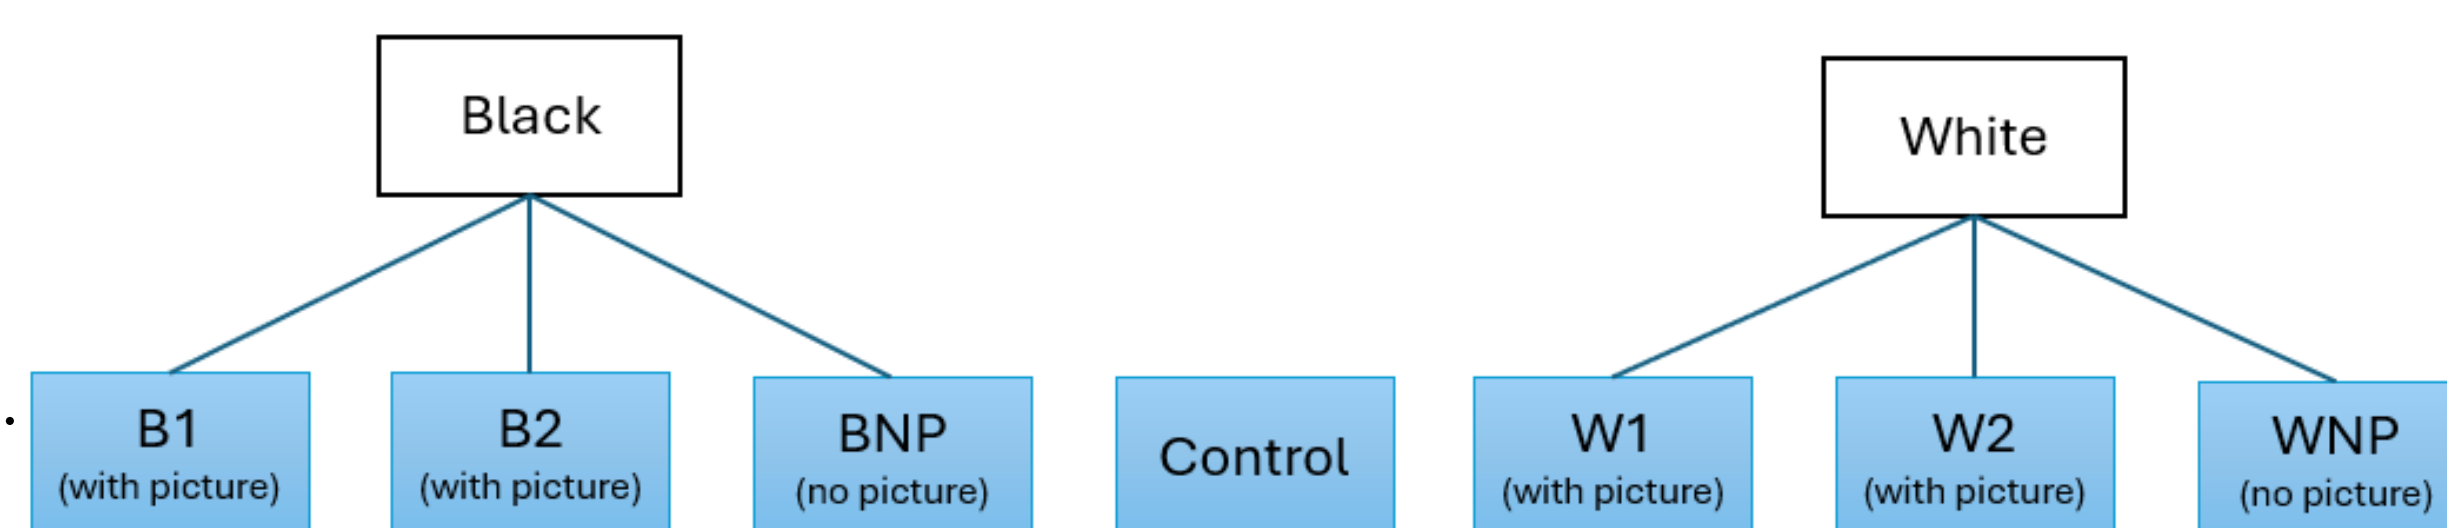 Black
White
B1
(with picture)
B2
(with picture)
BNP
(no picture)
Control
W1
(with picture)
W2
(with picture)
WNP
(no picture)